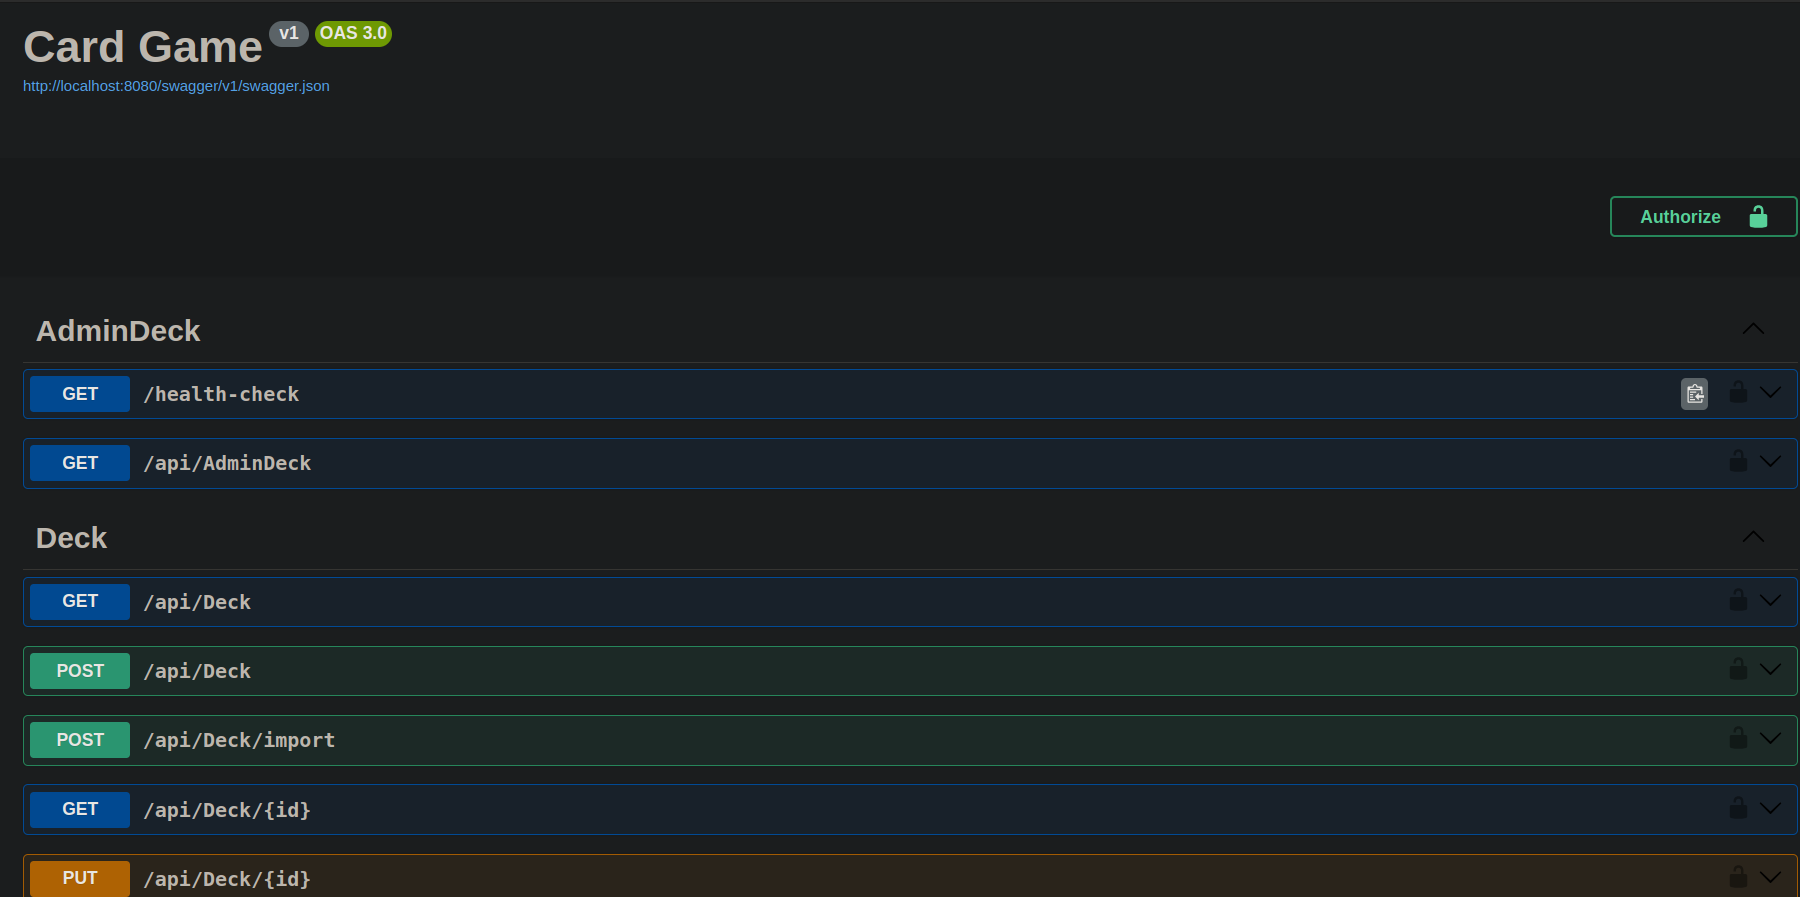 Card Game v1 OAS 3.0
http://localhost:8080/swagger/v1/swagger.json
Authorize
AdminDeck
GET /health-check
GET /api/AdminDeck
Deck
GET /api/Deck
POST /api/Deck
POST /api/Deck/import
GET /api/Deck/{id}
PUT /api/Deck/{id}